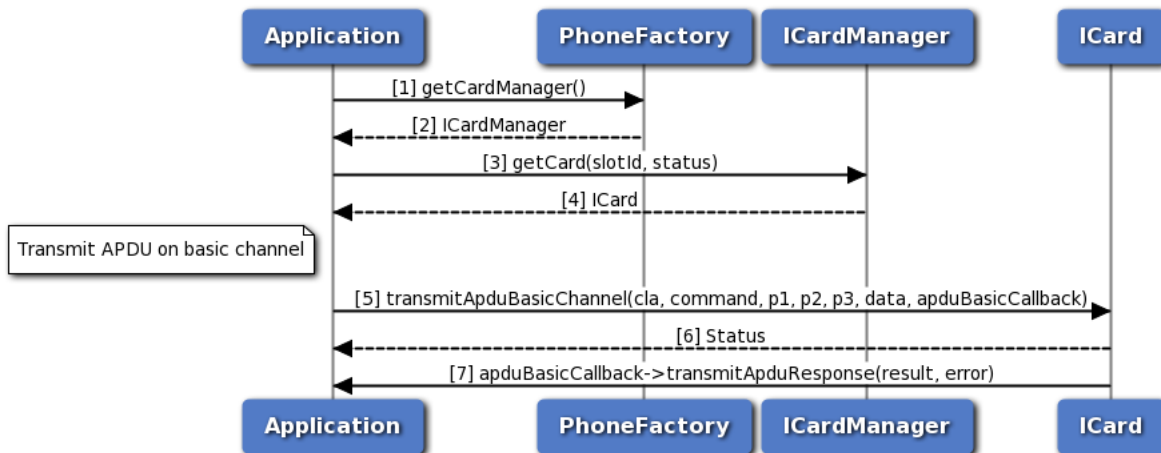 Application PhoneFactory ICardManager ICard
[1] getCardManager()
[2] ICardManager
[3] getCard(slotId, status)
[4] ICard
Transmit APDU on basic channel
[5] transmitApduBasicChannel(cla, command, p1, p2, p3, data, apduBasicCallback)
[6] Status
[7] apduBasicCallback->transmitApduResponse(result, error)
Application PhoneFactory ICardManager ICard